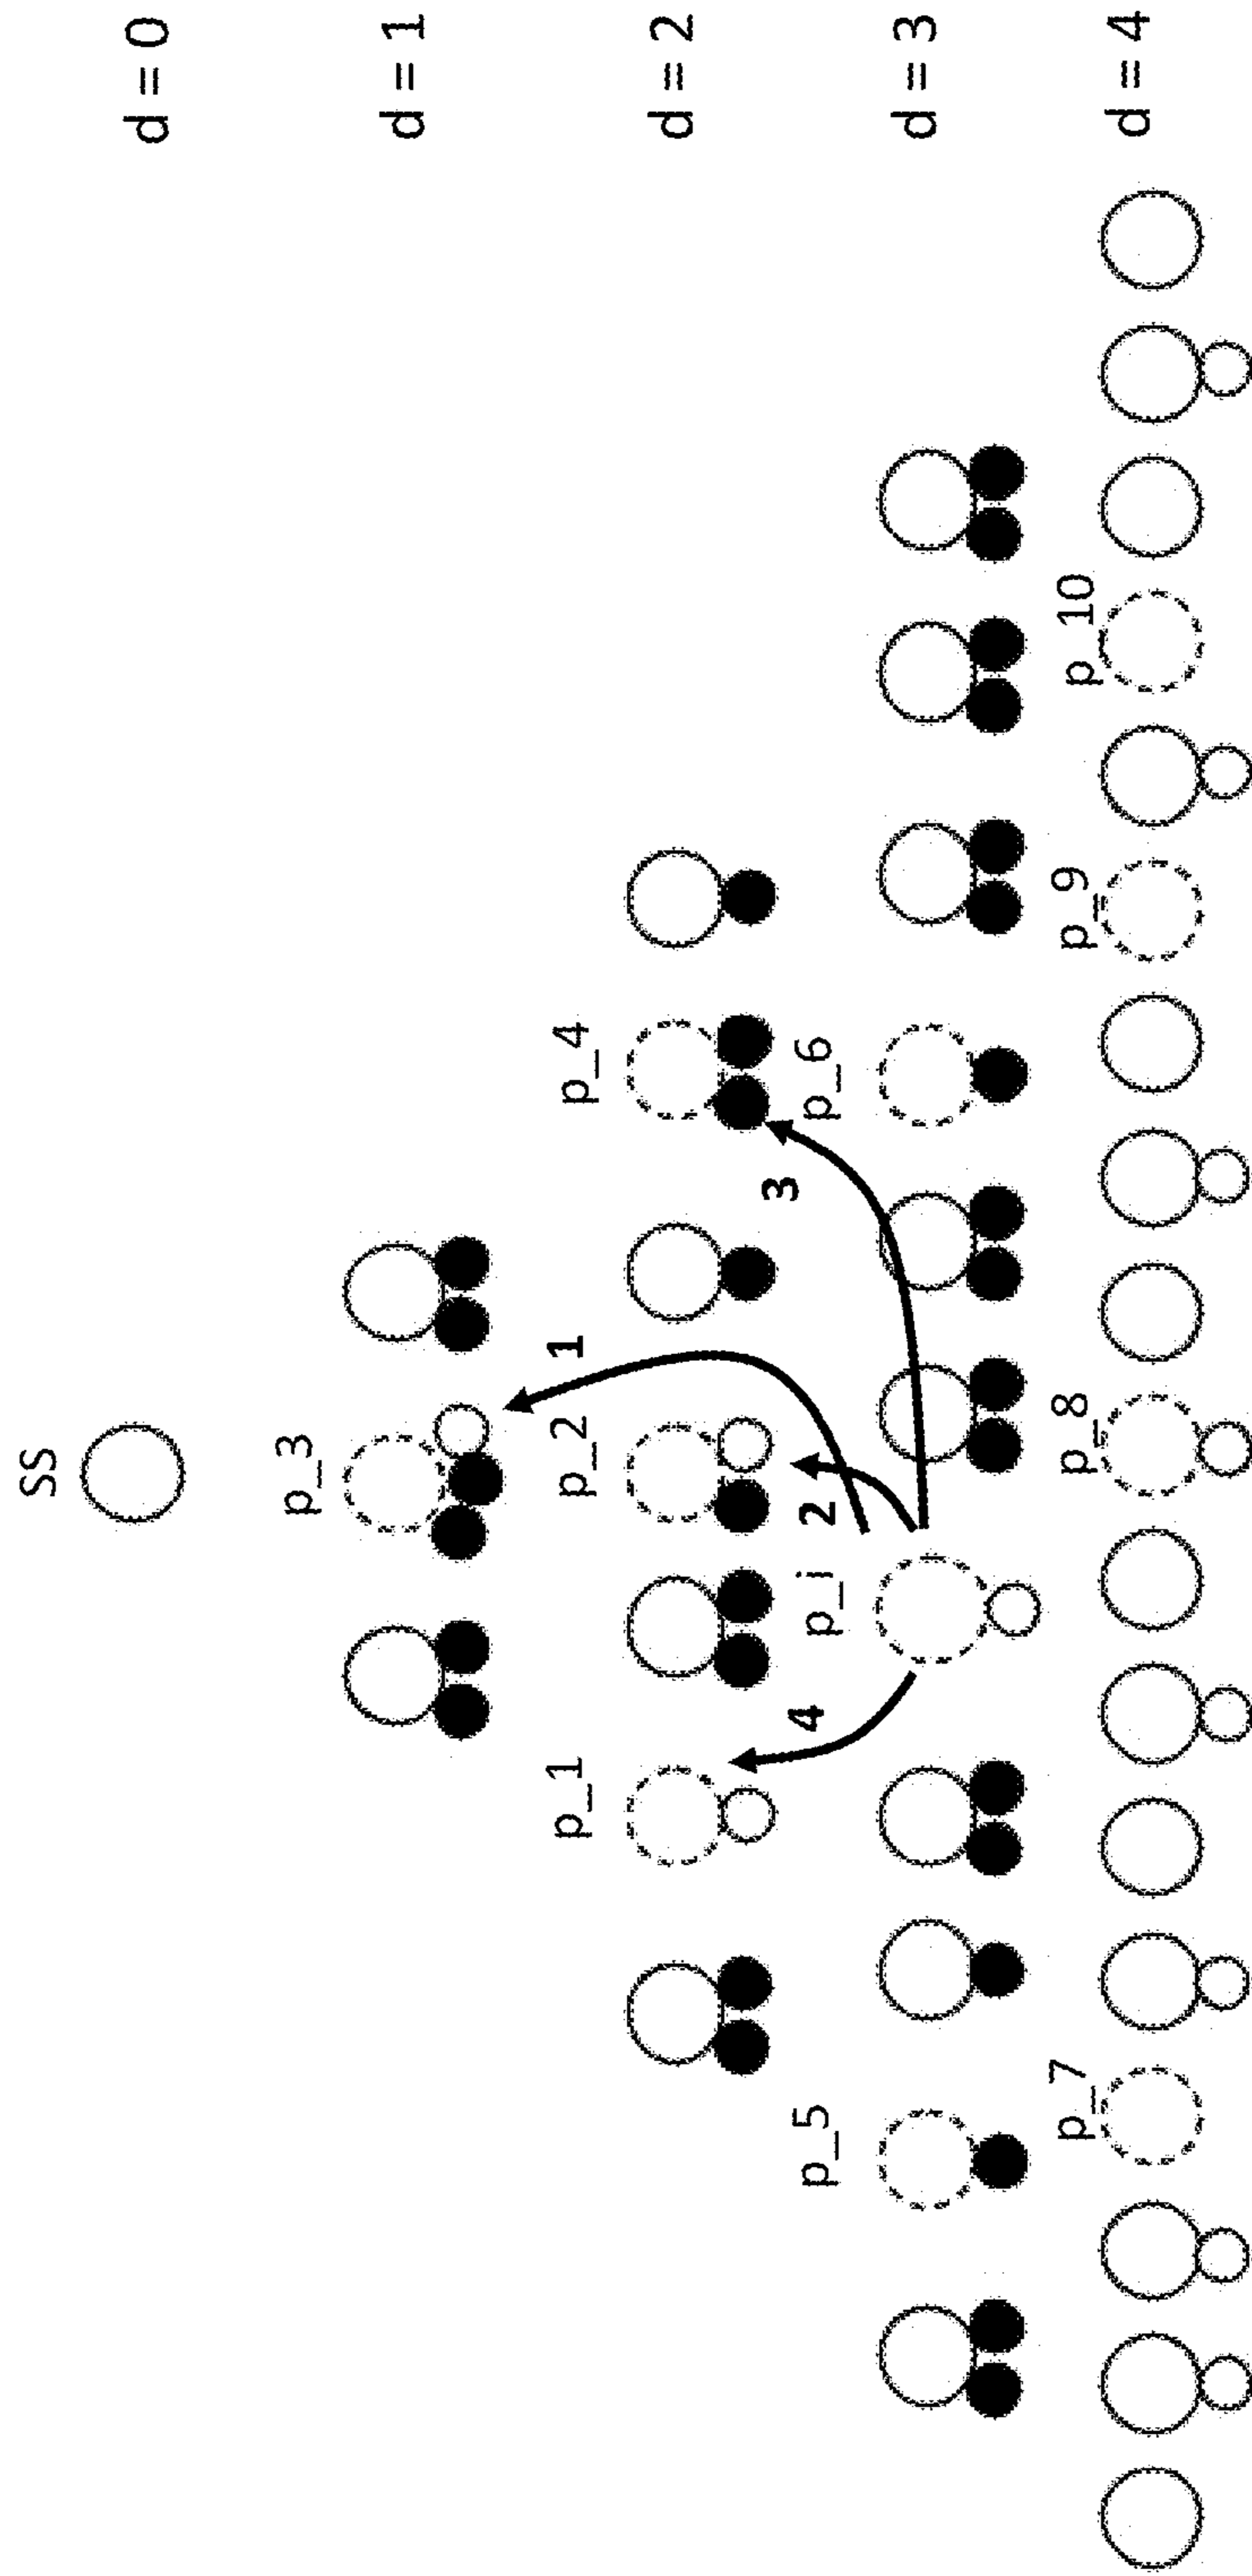 SS
d = 0
p_3
d = 1
1
p_1
p_2
p_4
d = 2
4
2
3
p_5
p_i
p_6
d = 3
p_7
p_8
p_9
p_10
d = 4